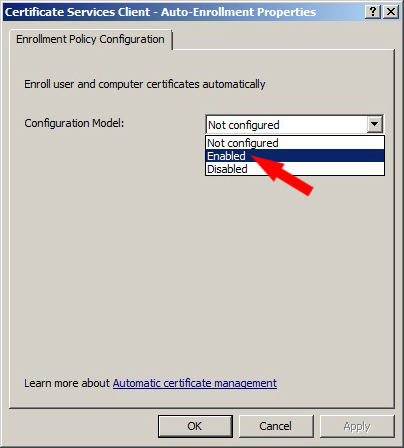 Certificate Services Client - Auto-Enrollment Properties
Enrollment Policy Configuration
Enroll user and computer certificates automatically
Configuration Model: Not configured
Not configured
Enabled
Disabled
Learn more about Automatic certificate management
OK Cancel Apply